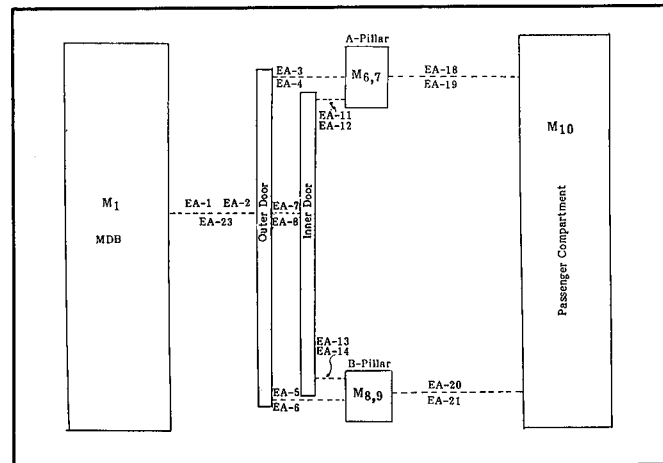 A-Pillar
EA-3
EA-4
M6,7
EA-18
EA-19
EA-11
EA-12
M10
M1
MDB
EA-1 EA-2
EA-23
Outer Door
EA-7
EA-8
Inner Door
Passenger Compartment
EA-13
EA-14
B-Pillar
EA-5
EA-6
M8,9
EA-20
EA-21